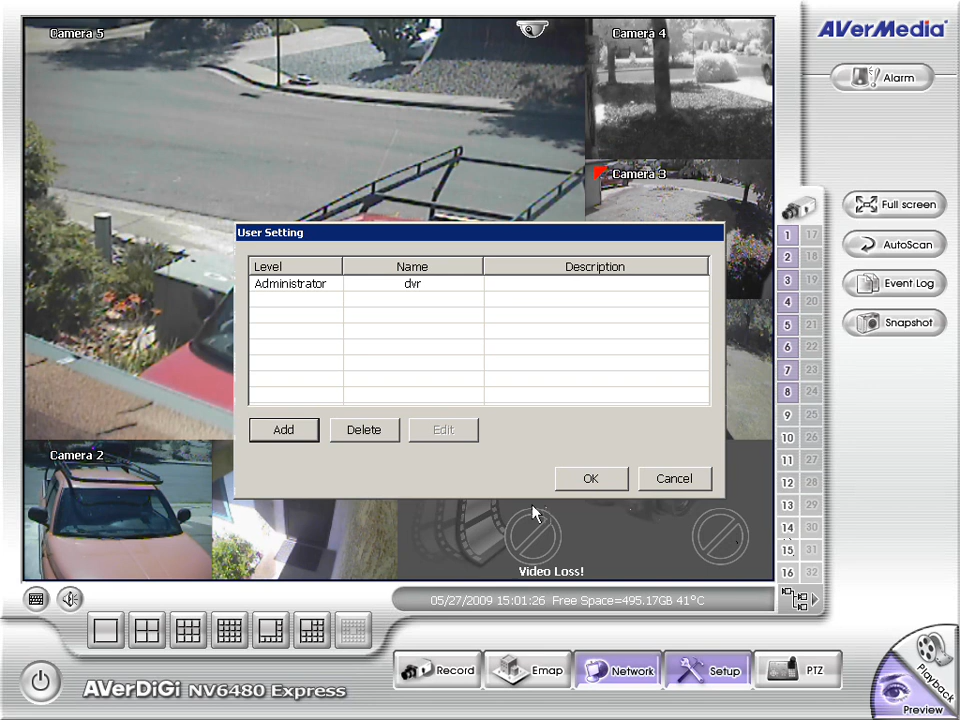 Camera 5
Camera 4
AVerMedia
Alarm
Camera 3
Full screen
User Setting
1 17
AutoScan
2 18
Level Name Description
3 19
Event Log
Administrator dvr
4 20
5 21
Snapshot
6 22
7 23
8 24
9 25
Add Delete Edit
10 26
Camera 2
11 27
OK Cancel
12 28
13 29
14 30
15 31
Video Loss!
16 32
05/27/2009 15:01:26 Free Space=495.17GB 41°C
Record Emap Network Setup PTZ
Playback
AVerDiGi NV6480 Express
Preview